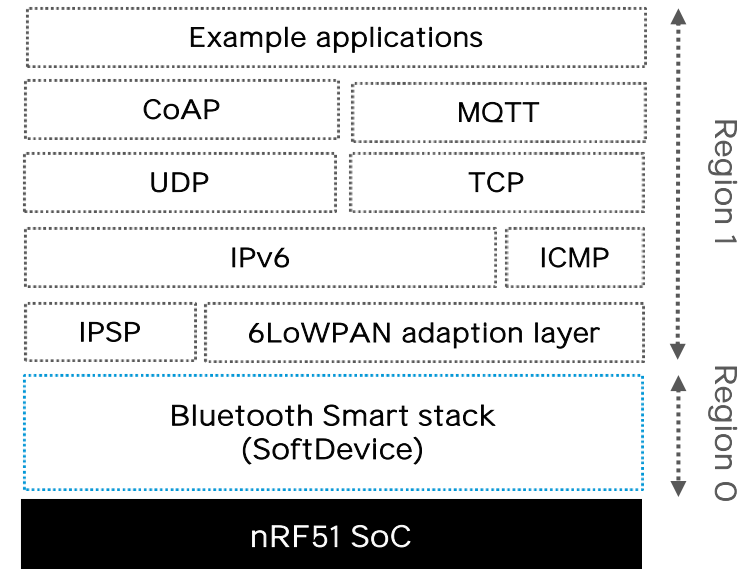 Example applications
CoAP
MQTT
UDP
TCP
IPv6
ICMP
IPSP
6LoWPAN adaption layer
Bluetooth Smart stack
(SoftDevice)
nRF51 SoC
Region 1
Region 0